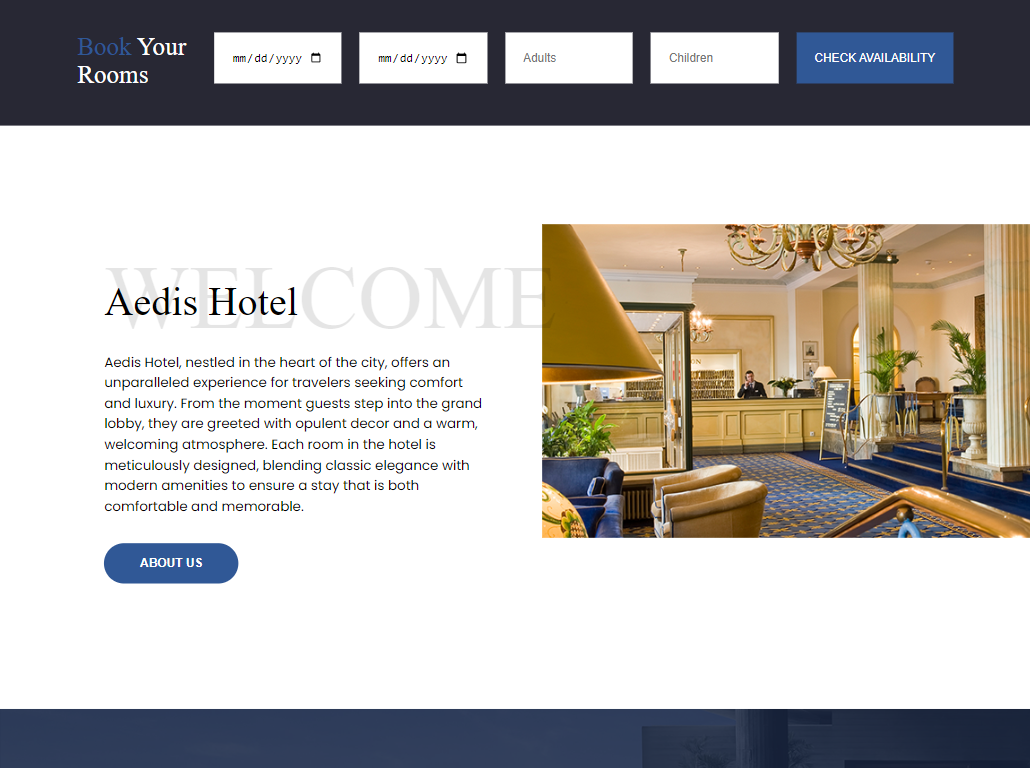 Book Your
Rooms
mm/dd/yyyy
mm/dd/yyyy
Adults
Children
CHECK AVAILABILITY
WELCOME
Aedis Hotel
Aedis Hotel, nestled in the heart of the city, offers an
unparalleled experience for travelers seeking comfort
and luxury. From the moment guests step into the grand
lobby, they are greeted with opulent decor and a warm,
welcoming atmosphere. Each room in the hotel is
meticulously designed, blending classic elegance with
modern amenities to ensure a stay that is both
comfortable and memorable.
ABOUT US